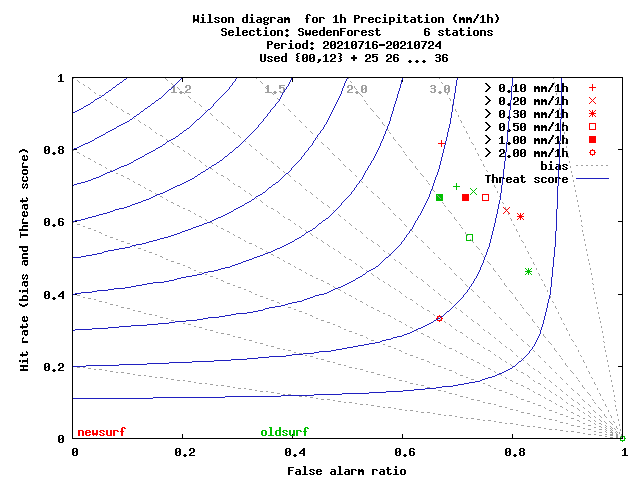 Wilson diagram for 1h Precipitation (mm/1h)
Selection: SwedenForest 6 stations
Period: 20210716-20210724
Used {00,12} + 25 26 ... 36
1.2 1.5 2.0 3.0
> 0.10 mm/1h
> 0.20 mm/1h
> 0.30 mm/1h
> 0.50 mm/1h
> 1.00 mm/1h
> 2.00 mm/1h
bias
Threat score
Hit rate (bias and Threat score)
1
0.8
0.6
0.4
0.2
0
newsurf oldsurf
0 0.2 0.4 0.6 0.8 1
False alarm ratio